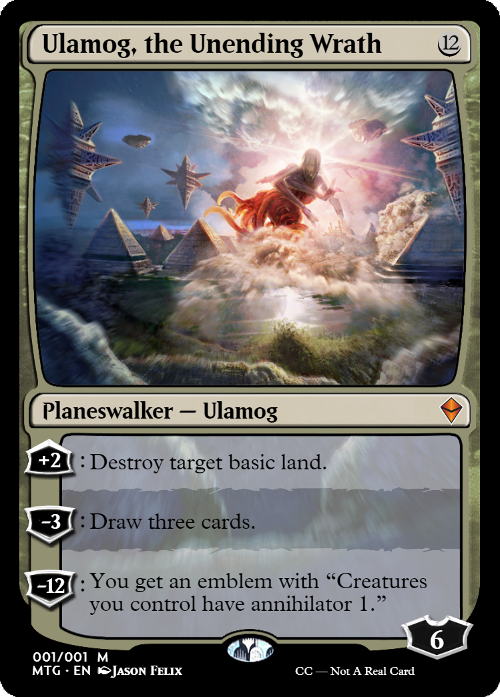 Ulamog, the Unending Wrath 12
Planeswalker — Ulamog
+2 : Destroy target basic land.
−3 : Draw three cards.
−12 : You get an emblem with “Creatures
you control have annihilator 1.”
6
001/001 M
MTG • EN Jason Felix
CC — Not A Real Card